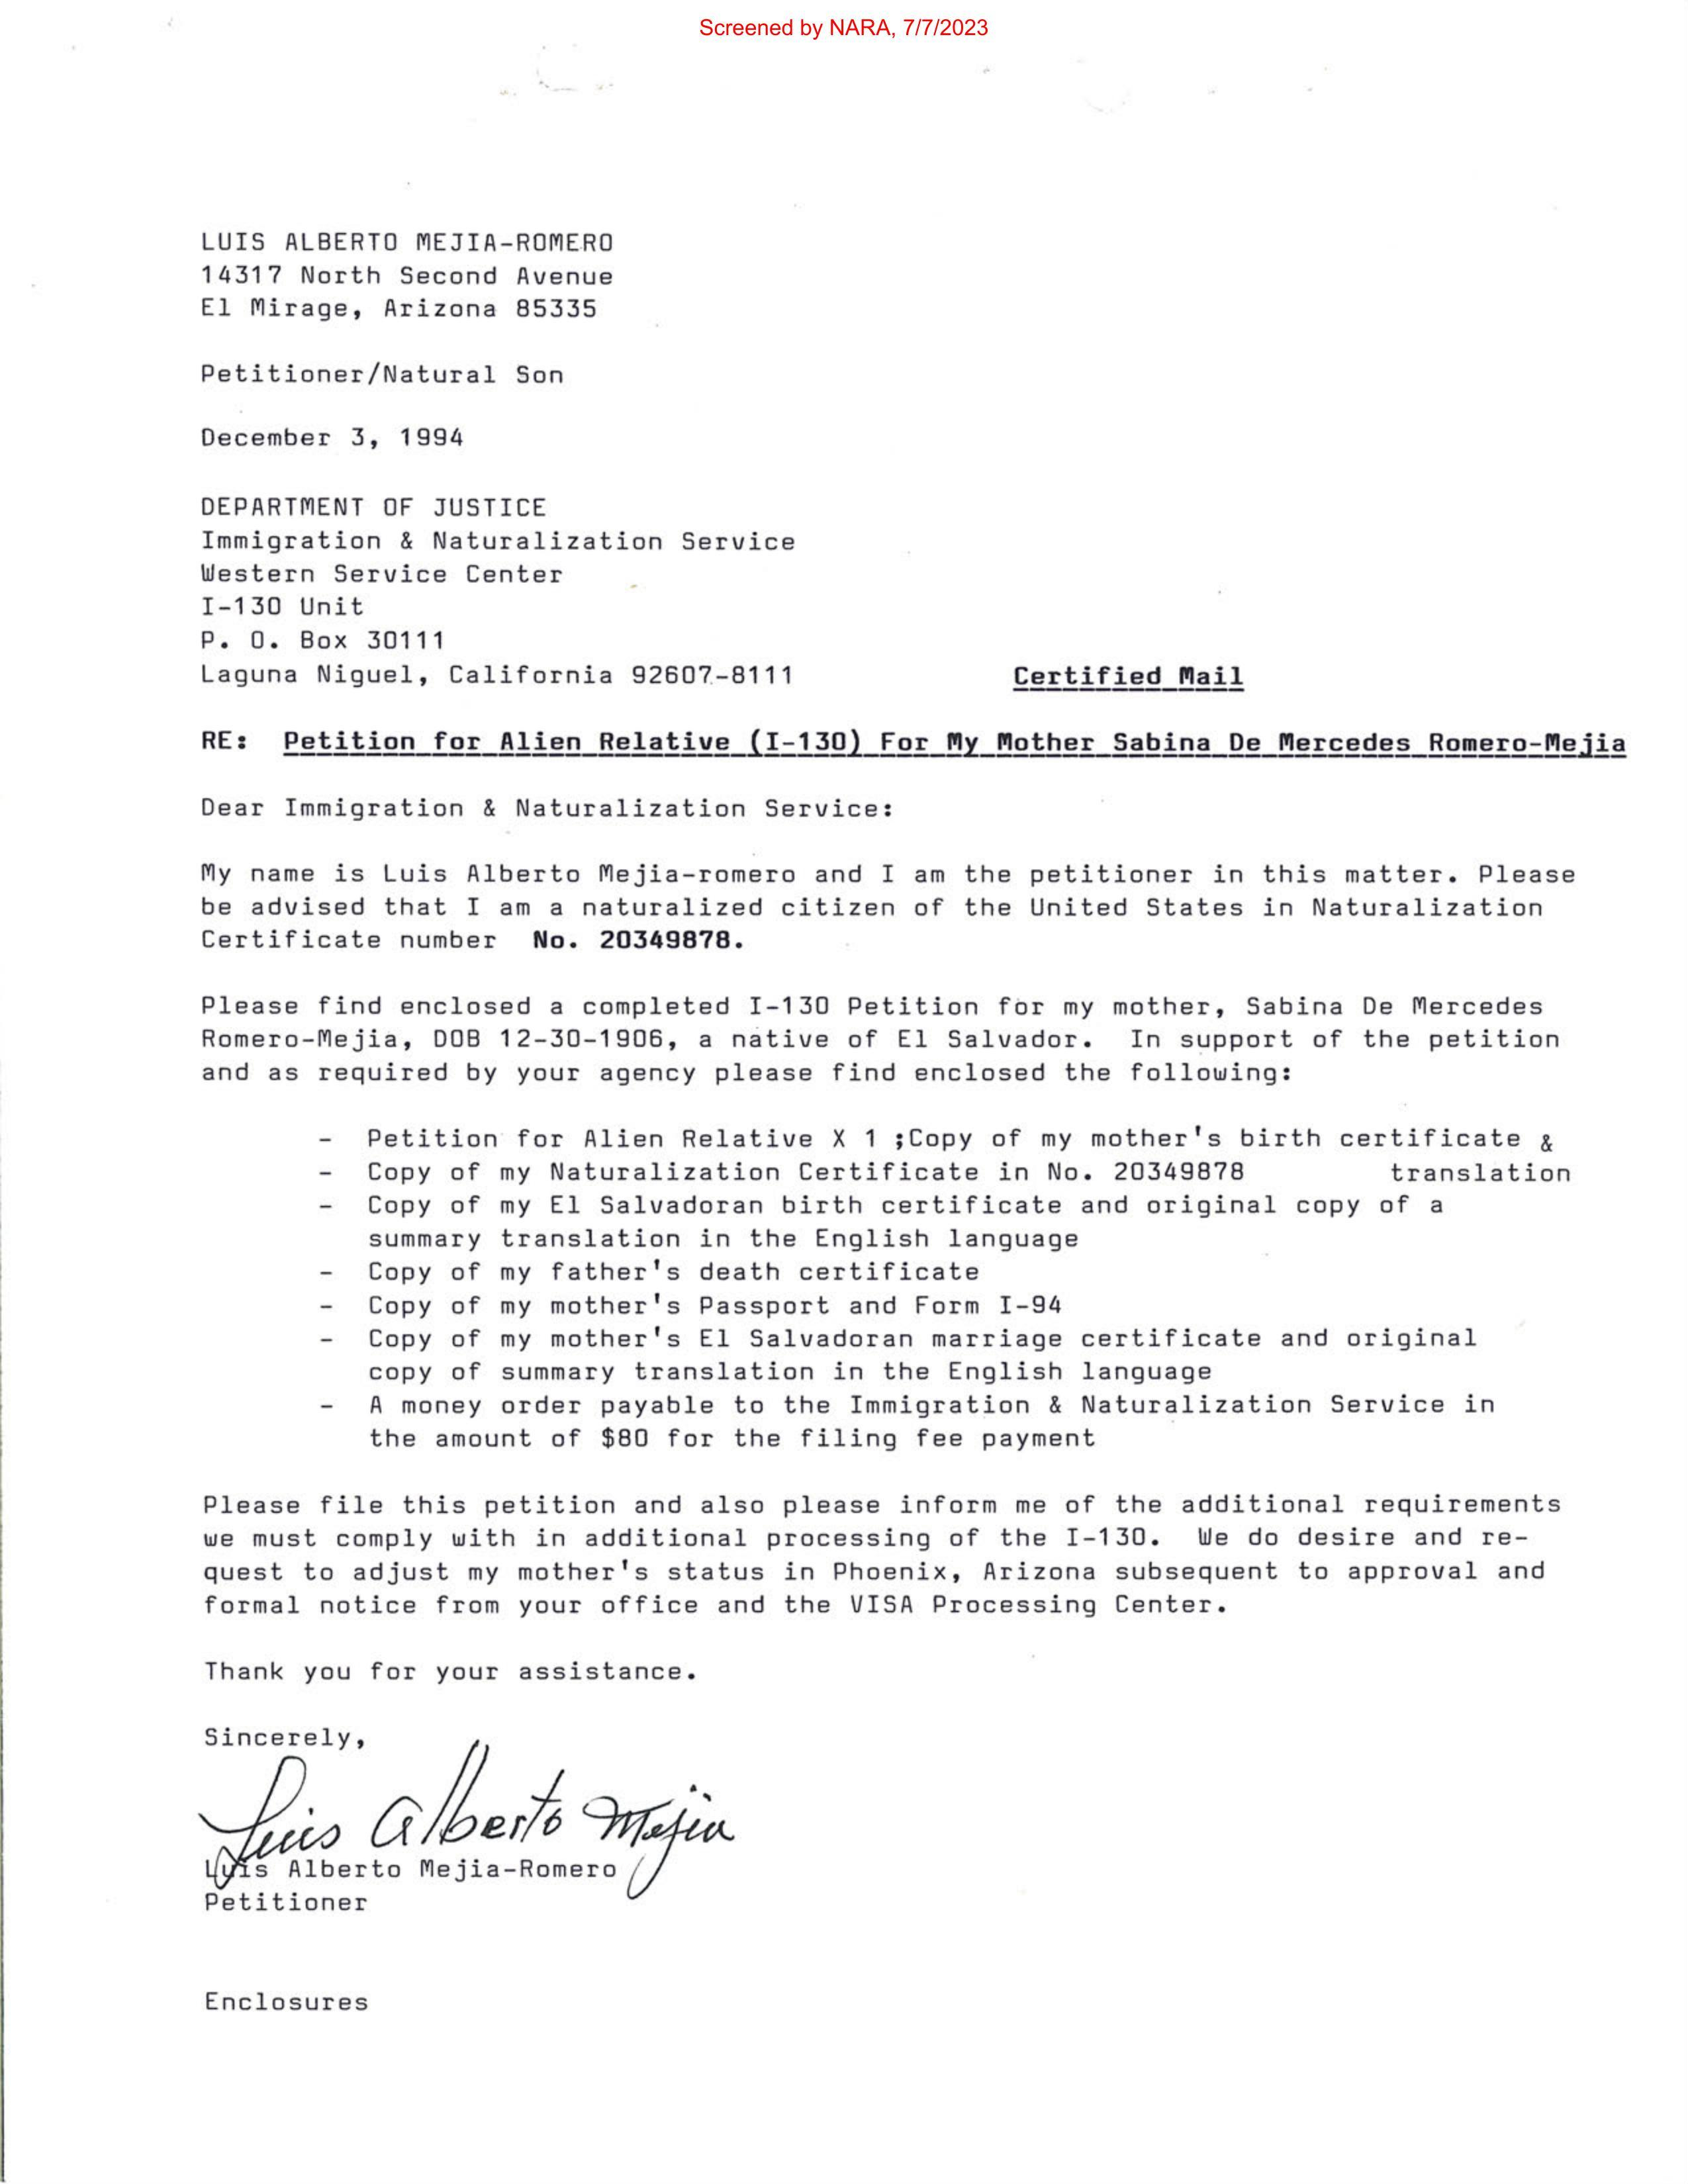 Screened by NARA, 7/7/2023
LUIS ALBERTO MEJIA-ROMERO
14317 North Second Avenue
El Mirage, Arizona 85335
Petitioner/Natural Son
December 3, 1994
DEPARTMENT OF JUSTICE
Immigration & Naturalization Service
Western Service Center
I-130 Unit
P. O. Box 30111
Laguna Niguel, California 92607-8111 Certified Mail
RE: Petition for Alien Relative (I-130) For My Mother Sabina De Mercedes Romero-Mejia
Dear Immigration & Naturalization Service:
My name is Luis Alberto Mejia-romero and I am the petitioner in this matter. Please
be advised that I am a naturalized citizen of the United States in Naturalization
Certificate number No. 20349878.
Please find enclosed a completed I-130 Petition for my mother, Sabina De Mercedes
Romero-Mejia, DOB 12-30-1906, a native of El Salvador. In support of the petition
and as required by your agency please find enclosed the following:
- Petition for Alien Relative X 1 ;Copy of my mother's birth certificate &
- Copy of my Naturalization Certificate in No. 20349878 translation
- Copy of my El Salvadoran birth certificate and original copy of a
summary translation in the English language
- Copy of my father's death certificate
- Copy of my mother's Passport and Form I-94
- Copy of my mother's El Salvadoran marriage certificate and original
copy of summary translation in the English language
- A money order payable to the Immigration & Naturalization Service in
the amount of $80 for the filing fee payment
Please file this petition and also please inform me of the additional requirements
we must comply with in additional processing of the I-130. We do desire and re-
quest to adjust my mother's status in Phoenix, Arizona subsequent to approval and
formal notice from your office and the VISA Processing Center.
Thank you for your assistance.
Sincerely,
Luis Alberto Mejia
Luis Alberto Mejia-Romero
Petitioner
Enclosures